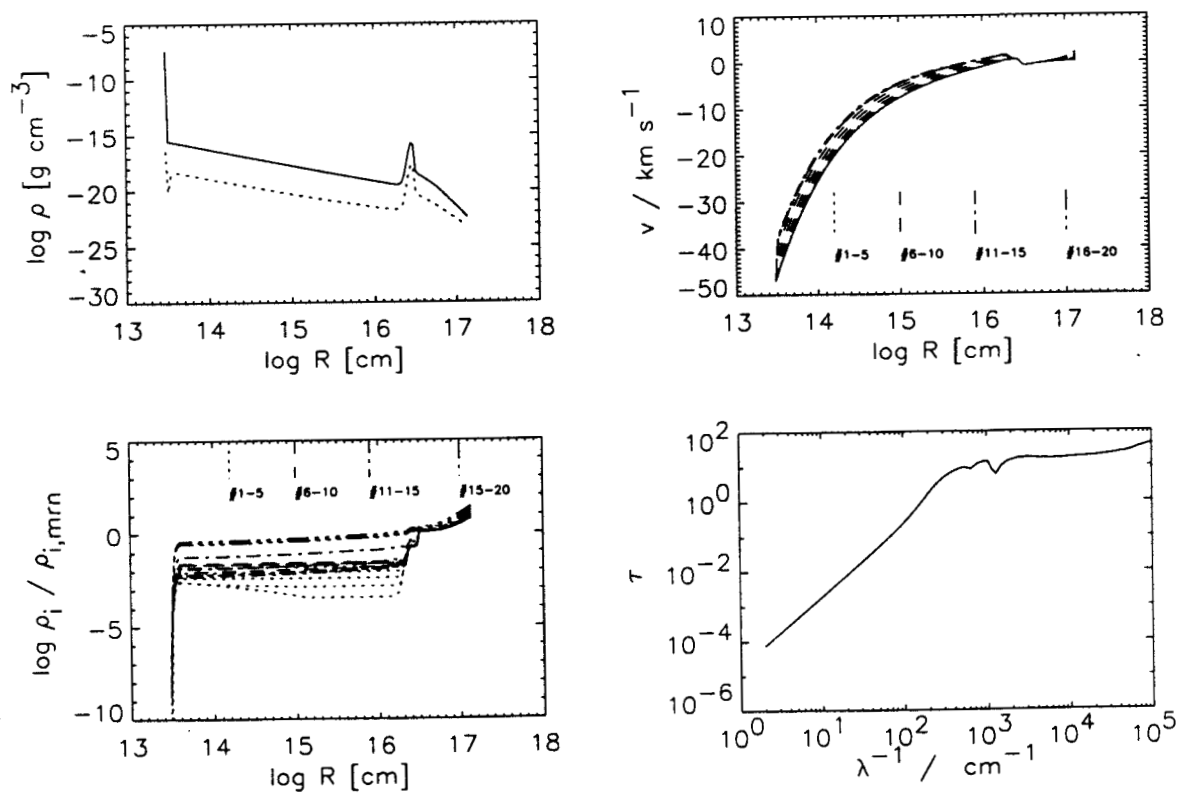 -5
-10
-15
-20
-25
-30
log ρ [g cm⁻³]
13 14 15 16 17 18
log R [cm]
10
0
-10
-20
-30
-40
-50
v / km s⁻¹
#1-5 #6-10 #11-15 #16-20
13 14 15 16 17 18
log R [cm]
5
0
-5
-10
log ρᵢ / ρᵢ,mrn
#1-5 #6-10 #11-15 #15-20
13 14 15 16 17 18
log R [cm]
10²
10⁰
10⁻²
10⁻⁴
10⁻⁶
τ
10⁰ 10¹ 10² 10³ 10⁴ 10⁵
λ⁻¹ / cm⁻¹